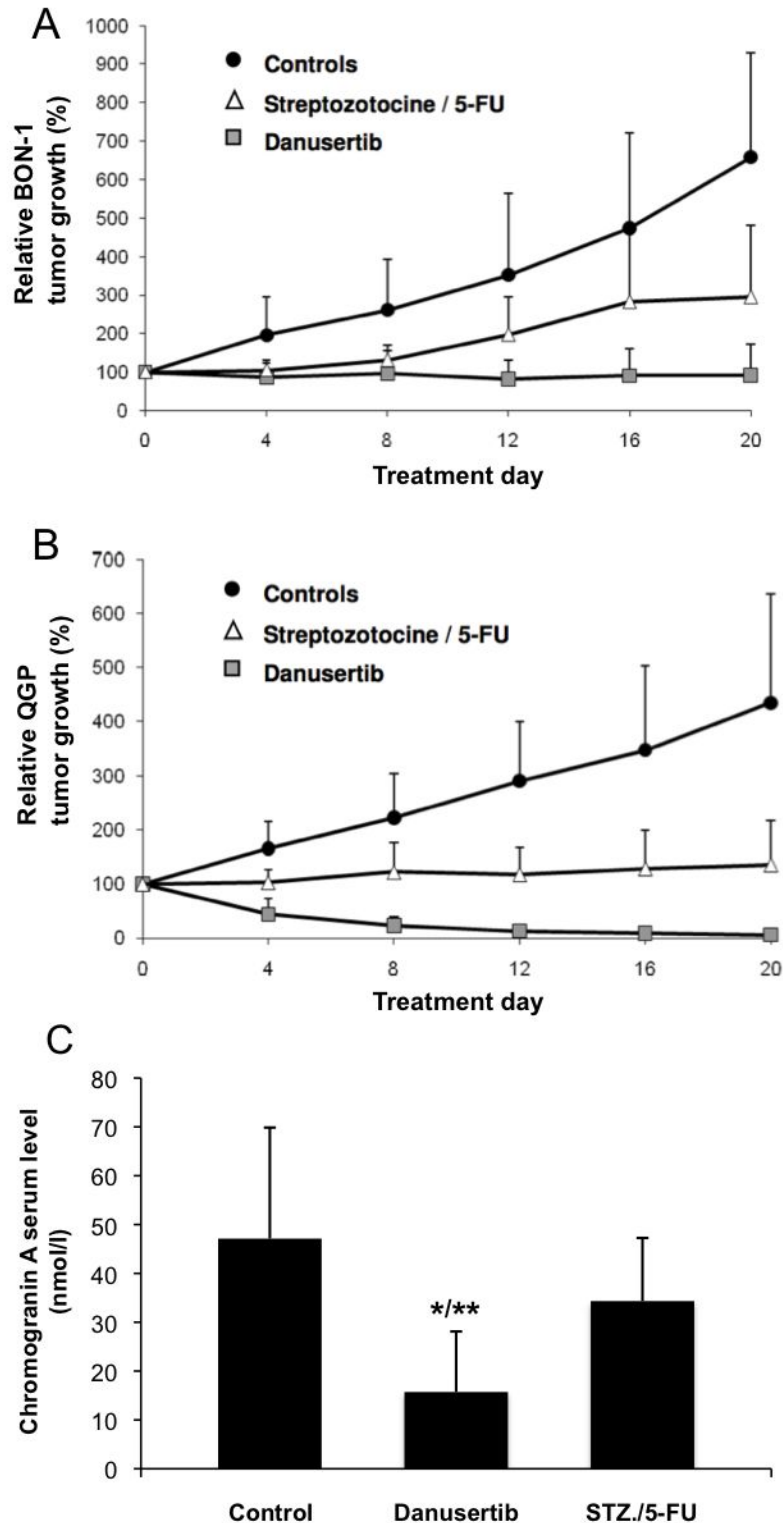 A
Relative BON-1
tumor growth (%)
1000
900
800
700
600
500
400
300
200
100
0
Controls
Streptozotocine / 5-FU
Danusertib
0 4 8 12 16 20
Treatment day
B
Relative QGP
tumor growth (%)
700
600
500
400
300
200
100
0
Controls
Streptozotocine / 5-FU
Danusertib
0 4 8 12 16 20
Treatment day
C
Chromogranin A serum level
(nmol/l)
80
70
60
50
40
30
20
10
0
*/**
Control Danusertib STZ./5-FU